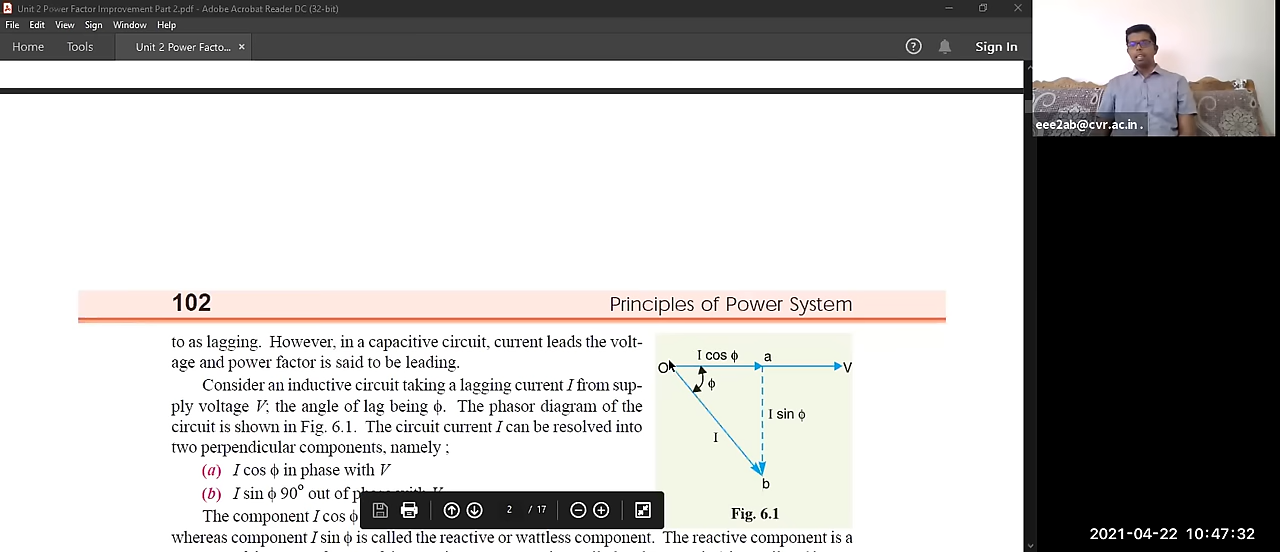 Unit 2 Power Factor Improvement Part 2.pdf - Adobe Acrobat Reader DC (32-bit)
File Edit View Sign Window Help
Home Tools Unit 2 Power Facto... × Sign In
eee2ab@cvr.ac.in .
102 Principles of Power System
to as lagging. However, in a capacitive circuit, current leads the volt-
age and power factor is said to be leading.
Consider an inductive circuit taking a lagging current I from sup-
ply voltage V; the angle of lag being ϕ. The phasor diagram of the
circuit is shown in Fig. 6.1. The circuit current I can be resolved into
two perpendicular components, namely ;
(a) I cos ϕ in phase with V
(b) I sin ϕ 90° out of phase with V
The component I cos ϕ
whereas component I sin ϕ is called the reactive or wattless component. The reactive component is a
I cos ϕ a
O V
ϕ
I sin ϕ
I
b
Fig. 6.1
2 / 17
2021-04-22 10:47:32